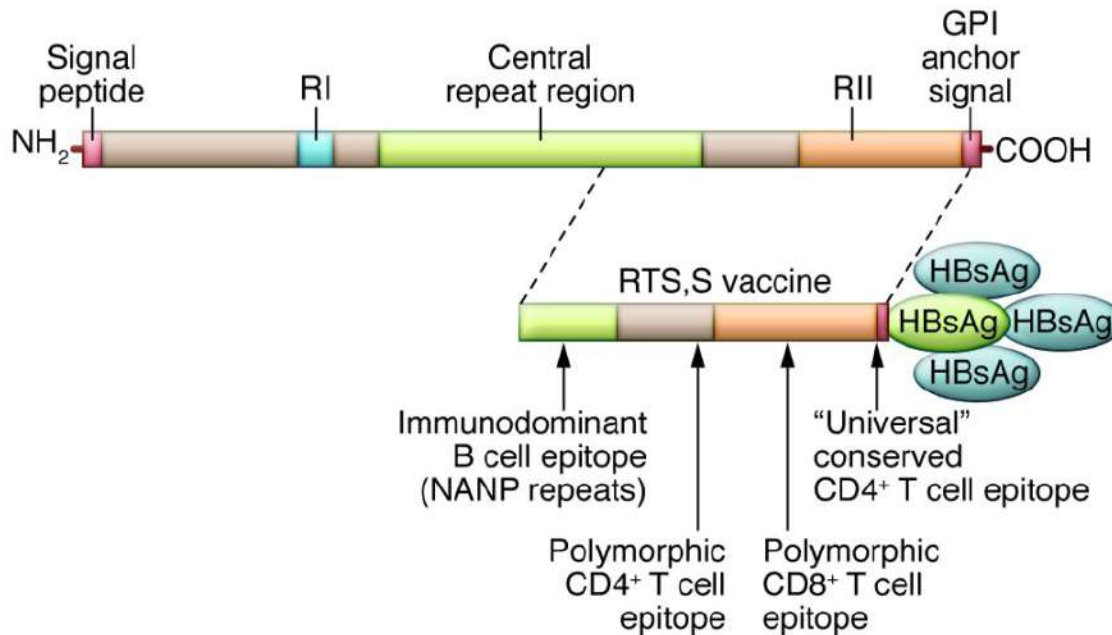 Signal
peptide
RI
Central
repeat region
RII
GPI
anchor
signal
NH₂
COOH
RTS,S vaccine
HBsAg
HBsAg
HBsAg
HBsAg
Immunodominant
B cell epitope
(NANP repeats)
“Universal”
conserved
CD4⁺ T cell epitope
Polymorphic
CD4⁺ T cell
epitope
Polymorphic
CD8⁺ T cell
epitope